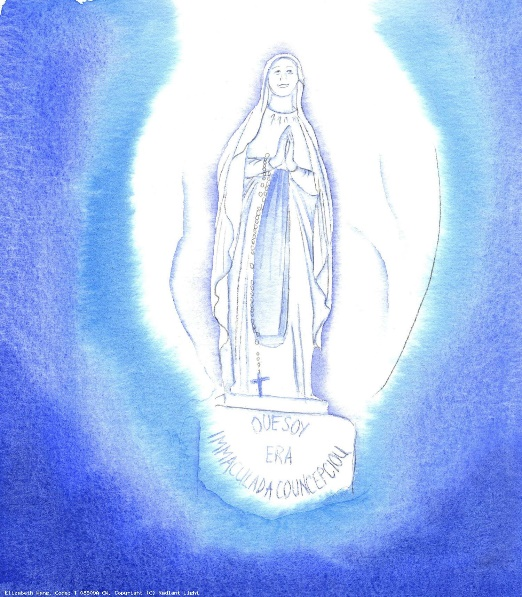 QUE SOY
ERA
IMMACULADA COUNCEPCIOU
Elizabeth Wang, Copyright (C) Radiant Light